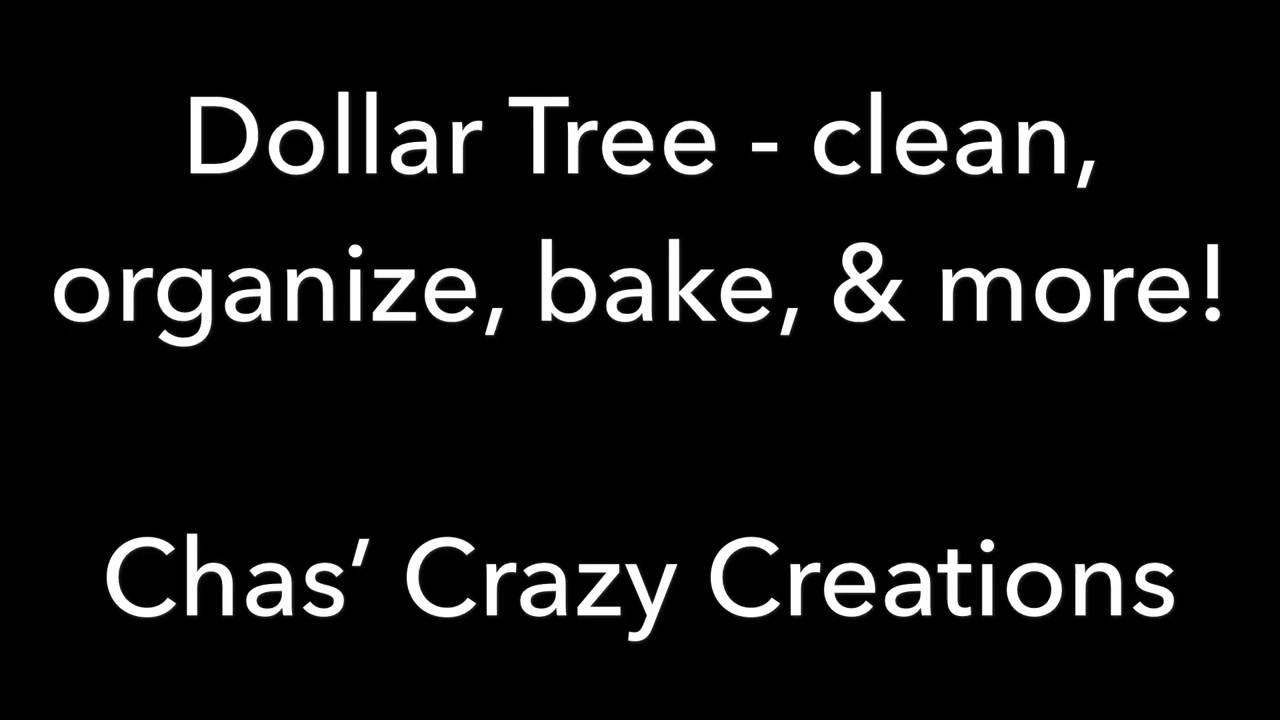 Dollar Tree - clean,
organize, bake, & more!
Chas’ Crazy Creations